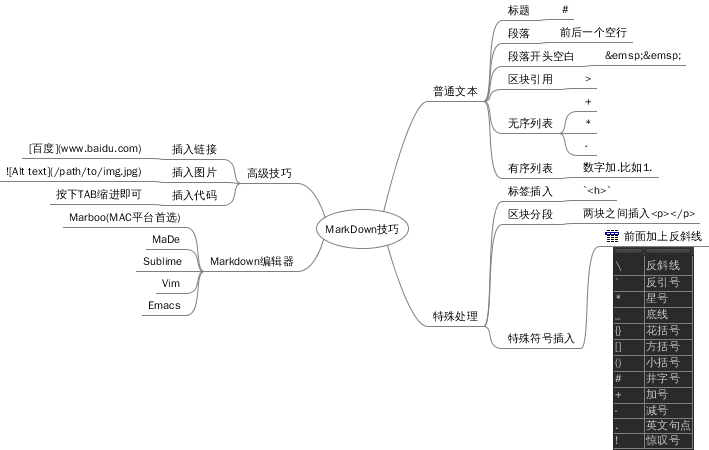 MarkDown技巧
普通文本
标题
#
段落
前后一个空行
段落开头空白
&emsp;&emsp;
区块引用
>
无序列表
+
*
-
有序列表
数字加.比如1.
特殊处理
标签插入
`<h>`
区块分段
两块之间插入<p></p>
特殊符号插入
前面加上反斜线
\ 反斜线
` 反引号
* 星号
_ 底线
{} 花括号
[] 方括号
() 小括号
# 井字号
+ 加号
- 减号
. 英文句点
! 惊叹号
高级技巧
插入链接
[百度](www.baidu.com)
插入图片
![Alt text](/path/to/img.jpg)
插入代码
按下TAB缩进即可
Markdown编辑器
Marboo(MAC平台首选)
MaDe
Sublime
Vim
Emacs